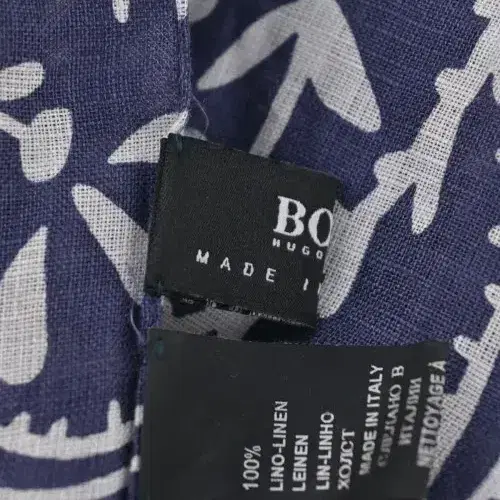 BO
HUGO
MADE I
100%
LINO-LINEN
LEINEN
LIN-LINHO
ХОЛСТ
MADE IN ITALY
СДЕЛАНО В
ИТАЛИИ
NETTOYAGE À